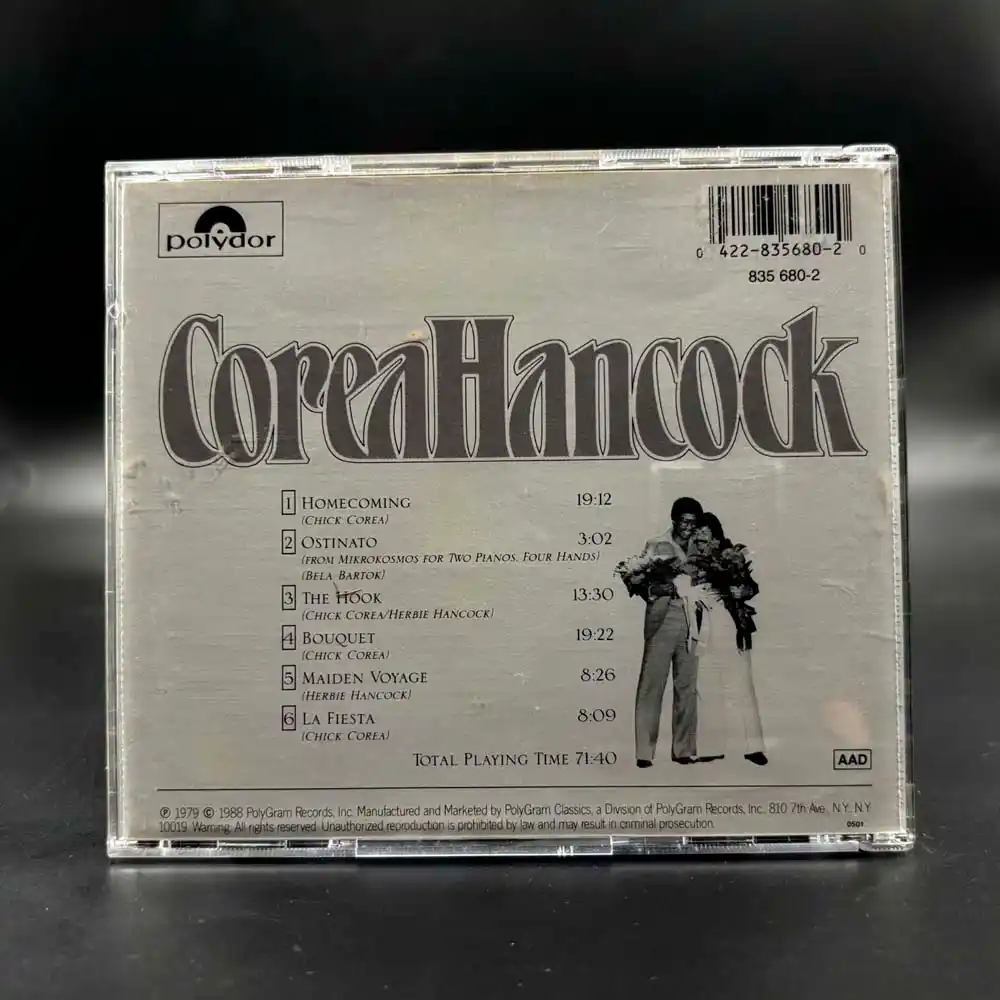 polydor
0 422-835680-2 0
835 680-2
CoreaHancock
1 HOMECOMING 19:12
(CHICK COREA)
2 OSTINATO 3:02
(FROM MIKROKOSMOS FOR TWO PIANOS, FOUR HANDS)
(BELA BARTOK)
3 THE HOOK 13:30
(CHICK COREA/HERBIE HANCOCK)
4 BOUQUET 19:22
(CHICK COREA)
5 MAIDEN VOYAGE 8:26
(HERBIE HANCOCK)
6 LA FIESTA 8:09
(CHICK COREA)
TOTAL PLAYING TIME 71:40
AAD
℗ 1979 © 1988 PolyGram Records, Inc. Manufactured and Marketed by PolyGram Classics, a Division of PolyGram Records, Inc., 810 7th Ave., N.Y. NY
10019. Warning: All rights reserved. Unauthorized reproduction is prohibited by law and may result in criminal prosecution.
0501